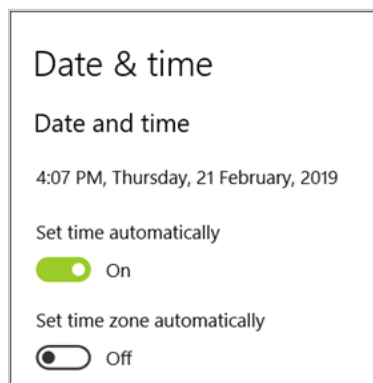 Date & time
Date and time
4:07 PM, Thursday, 21 February, 2019
Set time automatically
On
Set time zone automatically
Off